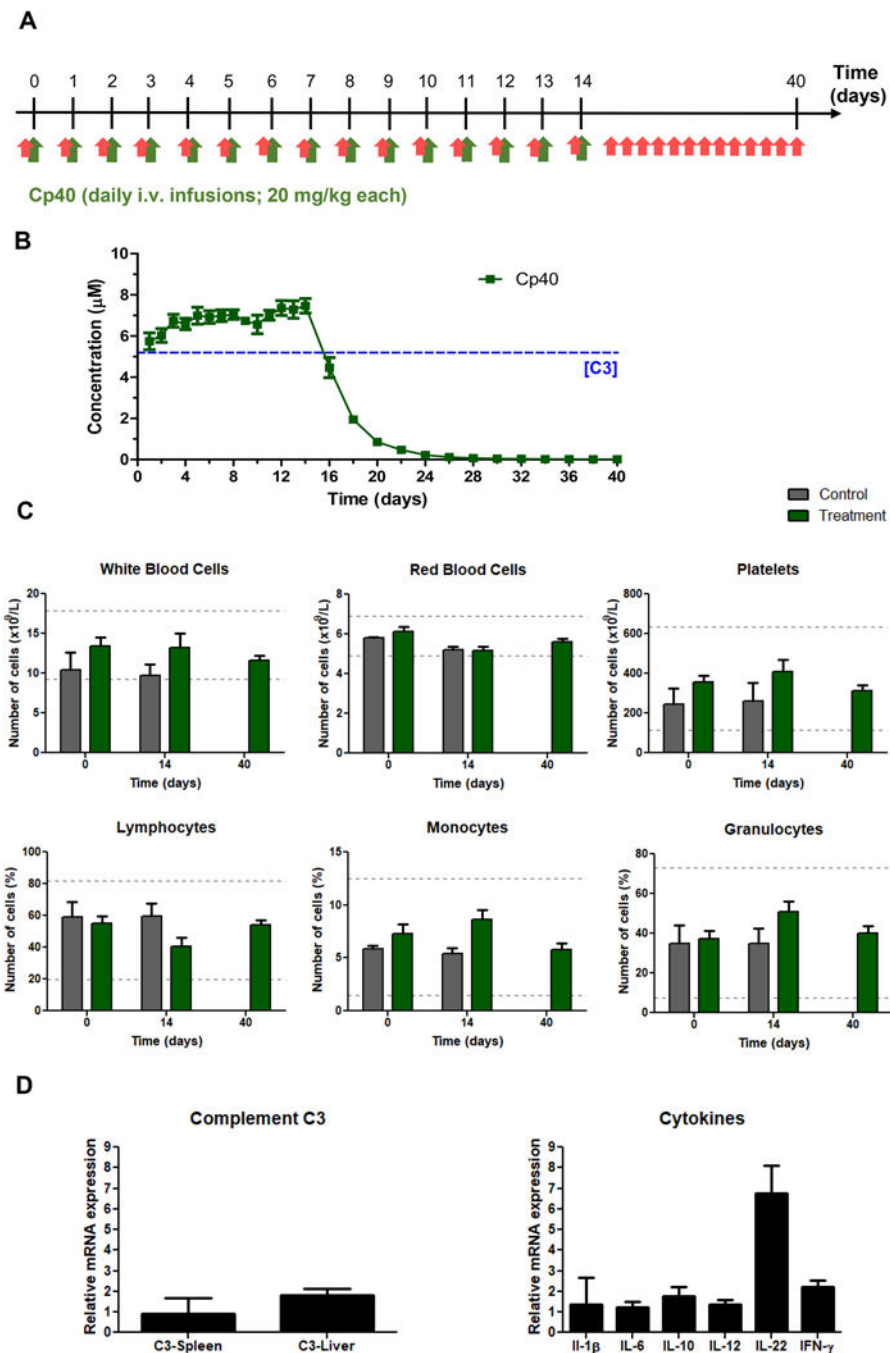 A
0 1 2 3 4 5 6 7 8 9 10 11 12 13 14 40 Time
(days)
Cp40 (daily i.v. infusions; 20 mg/kg each)
B
Concentration (µM)
10
8
6
4
2
0
Cp40
[C3]
0 4 8 12 16 20 24 28 32 36 40
Time (days)
Control
Treatment
C
White Blood Cells
Number of cells (x10⁹/L)
20
15
10
5
0
0 14 40
Time (days)
Red Blood Cells
Number of cells (x10⁹/L)
8
6
4
2
0
0 14 40
Time (days)
Platelets
Number of cells (x10⁹/L)
800
600
400
200
0
0 14 40
Time (days)
Lymphocytes
Number of cells (%)
100
80
60
40
20
0
0 14 40
Time (days)
Monocytes
Number of cells (%)
15
10
5
0
0 14 40
Time (days)
Granulocytes
Number of cells (%)
80
60
40
20
0
0 14 40
Time (days)
D
Complement C3
Relative mRNA expression
9
8
7
6
5
4
3
2
1
0
C3-Spleen C3-Liver
Cytokines
Relative mRNA expression
9
8
7
6
5
4
3
2
1
0
Il-1β IL-6 IL-10 IL-12 IL-22 IFN-γ